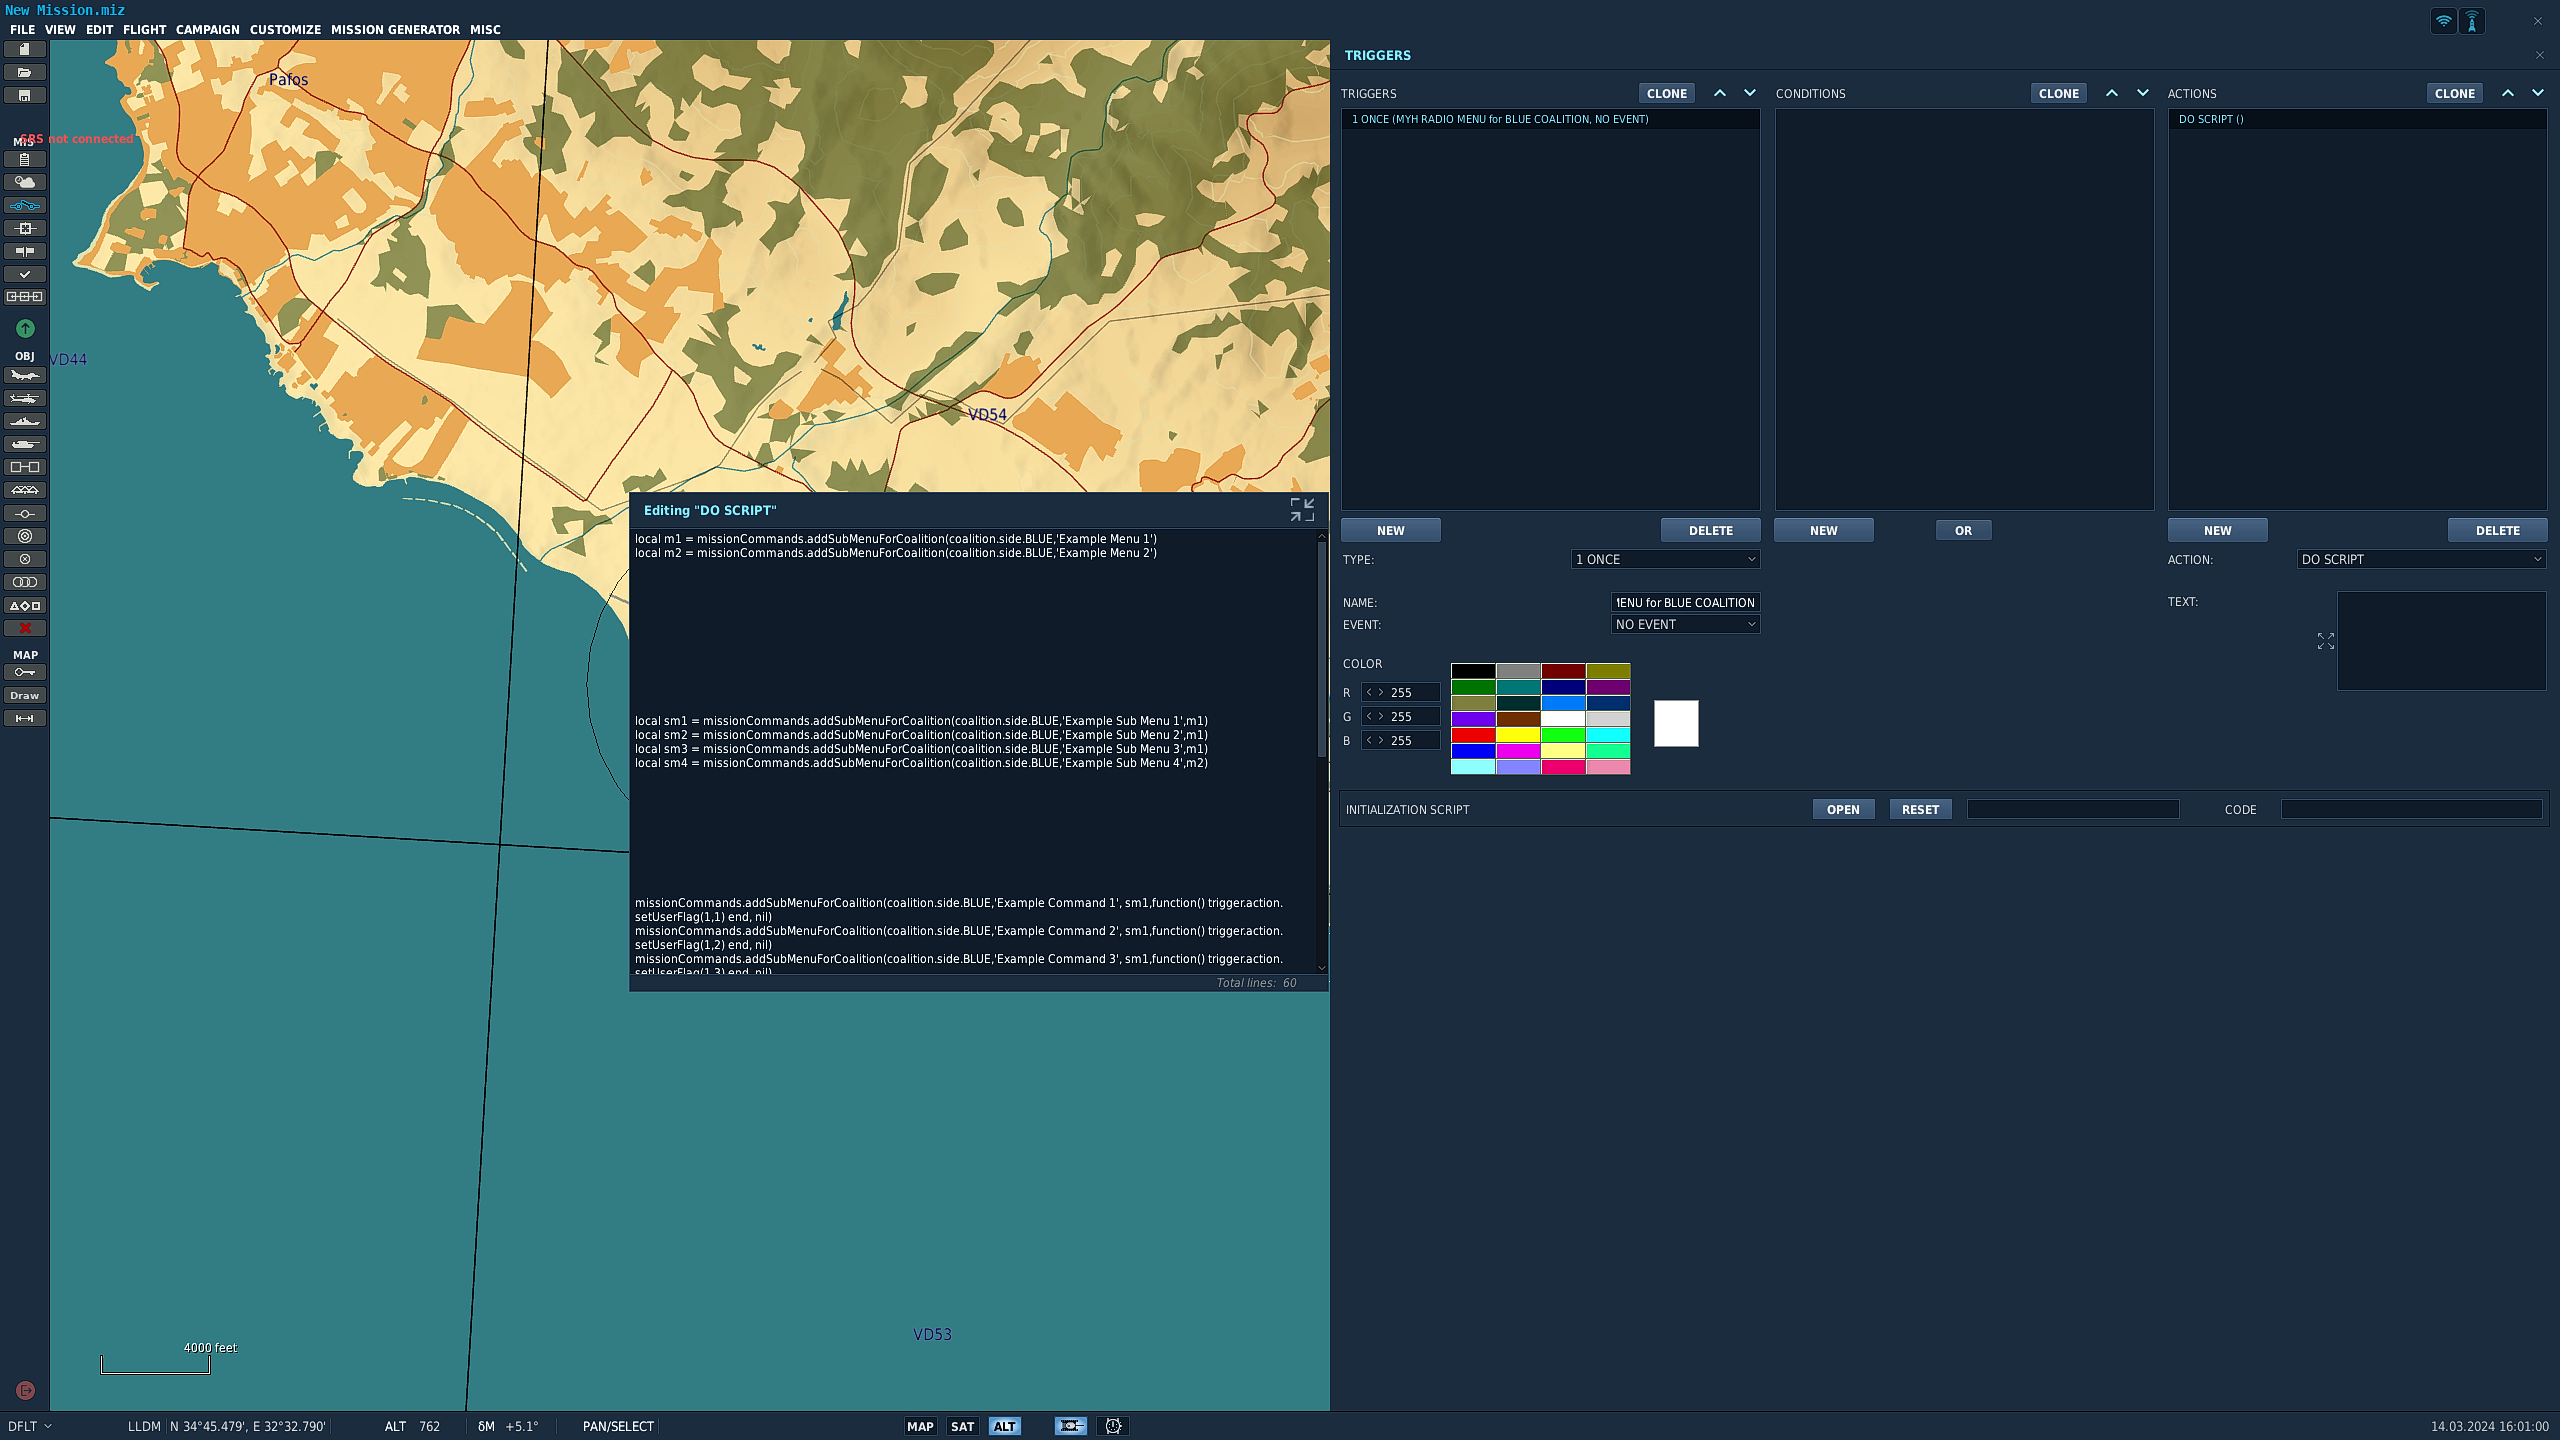 New Mission.miz
FILE VIEW EDIT FLIGHT CAMPAIGN CUSTOMIZE MISSION GENERATOR MISC
TRIGGERS
TRIGGERS CLONE CONDITIONS CLONE ACTIONS CLONE
1 ONCE (MYH RADIO MENU for BLUE COALITION, NO EVENT)
DO SCRIPT ()
Pafos
SRS not connected
MIS
OBJ
VD44
VD54
Editing "DO SCRIPT"
local m1 = missionCommands.addSubMenuForCoalition(coalition.side.BLUE,'Example Menu 1')
local m2 = missionCommands.addSubMenuForCoalition(coalition.side.BLUE,'Example Menu 2')
local sm1 = missionCommands.addSubMenuForCoalition(coalition.side.BLUE,'Example Sub Menu 1',m1)
local sm2 = missionCommands.addSubMenuForCoalition(coalition.side.BLUE,'Example Sub Menu 2',m1)
local sm3 = missionCommands.addSubMenuForCoalition(coalition.side.BLUE,'Example Sub Menu 3',m1)
local sm4 = missionCommands.addSubMenuForCoalition(coalition.side.BLUE,'Example Sub Menu 4',m2)
missionCommands.addSubMenuForCoalition(coalition.side.BLUE,'Example Command 1', sm1,function() trigger.action.
setUserFlag(1,1) end, nil)
missionCommands.addSubMenuForCoalition(coalition.side.BLUE,'Example Command 2', sm1,function() trigger.action.
setUserFlag(1,2) end, nil)
missionCommands.addSubMenuForCoalition(coalition.side.BLUE,'Example Command 3', sm1,function() trigger.action.
setUserFlag(1,3) end, nil)
Total lines: 60
NEW DELETE NEW OR NEW DELETE
TYPE: 1 ONCE
ACTION: DO SCRIPT
NAME: MENU for BLUE COALITION
TEXT:
EVENT: NO EVENT
COLOR
R < > 255
G < > 255
B < > 255
INITIALIZATION SCRIPT OPEN RESET CODE
MAP
Draw
VD53
4000 feet
DFLT LLDM N 34°45.479', E 32°32.790' ALT 762 δM +5.1° PAN/SELECT MAP SAT ALT 14.03.2024 16:01:00